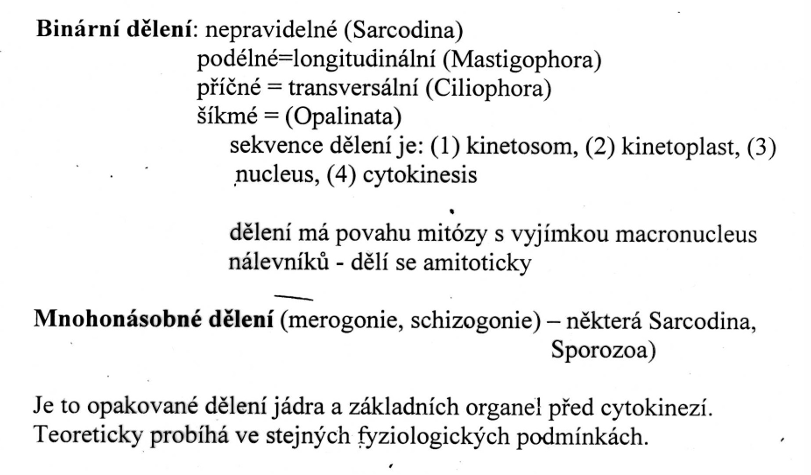 Binární dělení: nepravidelné (Sarcodina)
podélné=longitudinální (Mastigophora)
příčné = transversální (Ciliophora)
šíkmé = (Opalinata)
sekvence dělení je: (1) kinetosom, (2) kinetoplast, (3)
nucleus, (4) cytokinesis
dělení má povahu mitózy s vyjímkou macronucleus
nálevníků - dělí se amitoticky
Mnohonásobné dělení (merogonie, schizogonie) – některá Sarcodina,
Sporozoa)
Je to opakované dělení jádra a základních organel před cytokinezí.
Teoreticky probíhá ve stejných fyziologických podmínkách.